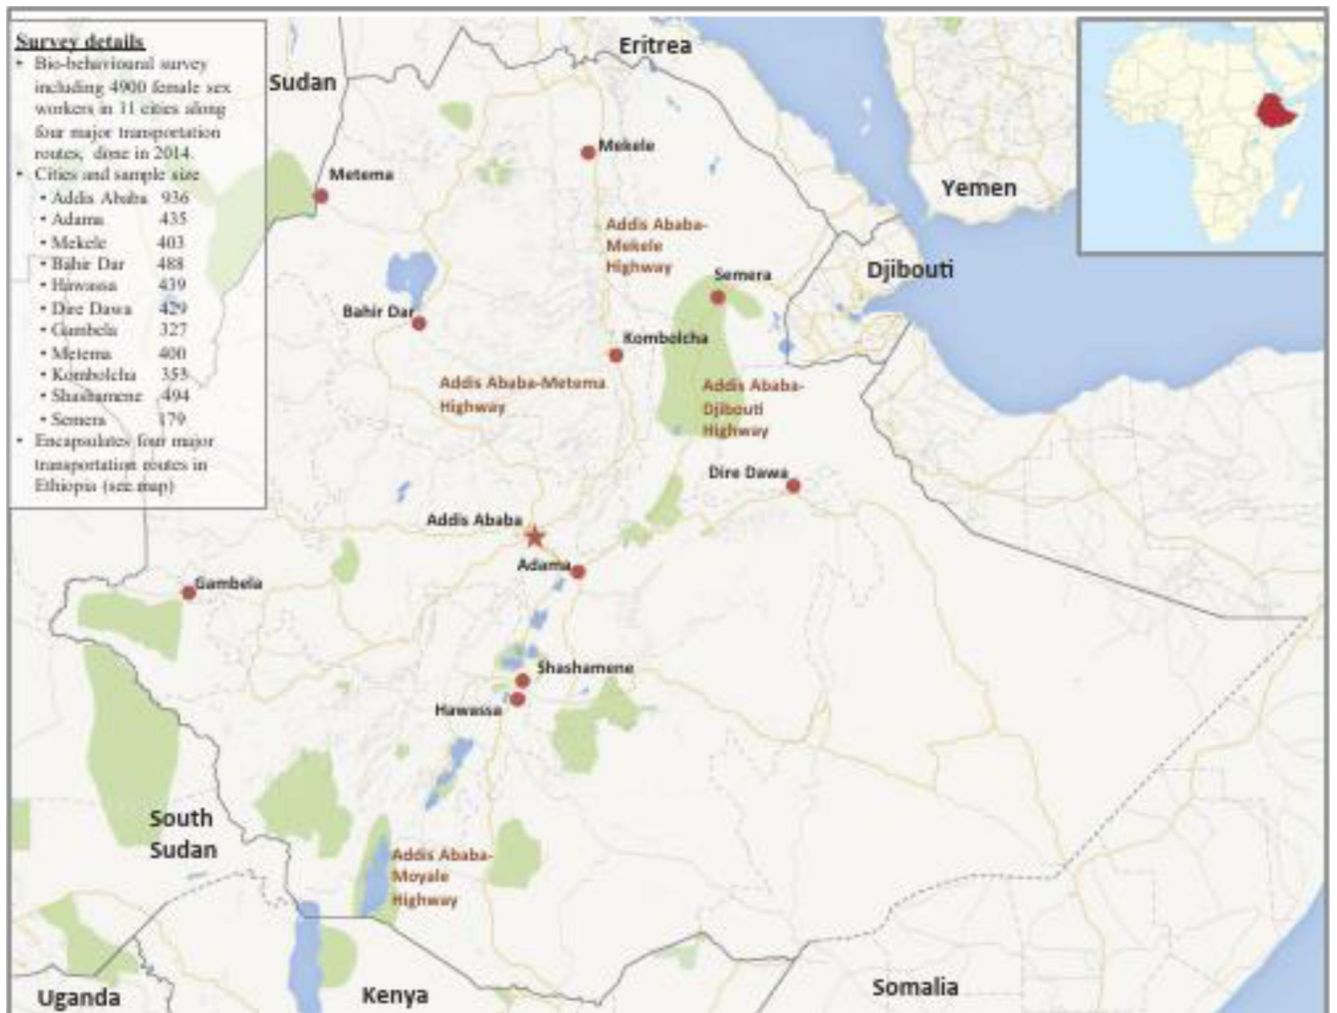 Survey details
• Bio-behavioural survey
including 4900 female sex
workers in 11 cities along
four major transportation
routes, done in 2014.
• Cities and sample size
• Addis Ababa 936
• Adama 435
• Mekele 403
• Bahir Dar 488
• Hawassa 439
• Dire Dawa 429
• Gambela 327
• Metema 400
• Kombolcha 353
• Shashamene 494
• Semera 179
• Encapsulates four major
transportation routes in
Ethiopia (see map)
Eritrea
Sudan
Mekele
Metema
Yemen
Addis Ababa-
Mekele
Highway
Semera
Djibouti
Bahir Dar
Kombolcha
Addis Ababa-Metema
Highway
Addis Ababa-
Djibouti
Highway
Dire Dawa
Addis Ababa
Adama
Gambela
Shashamene
Hawassa
South
Sudan
Addis Ababa-
Moyale
Highway
Uganda
Kenya
Somalia